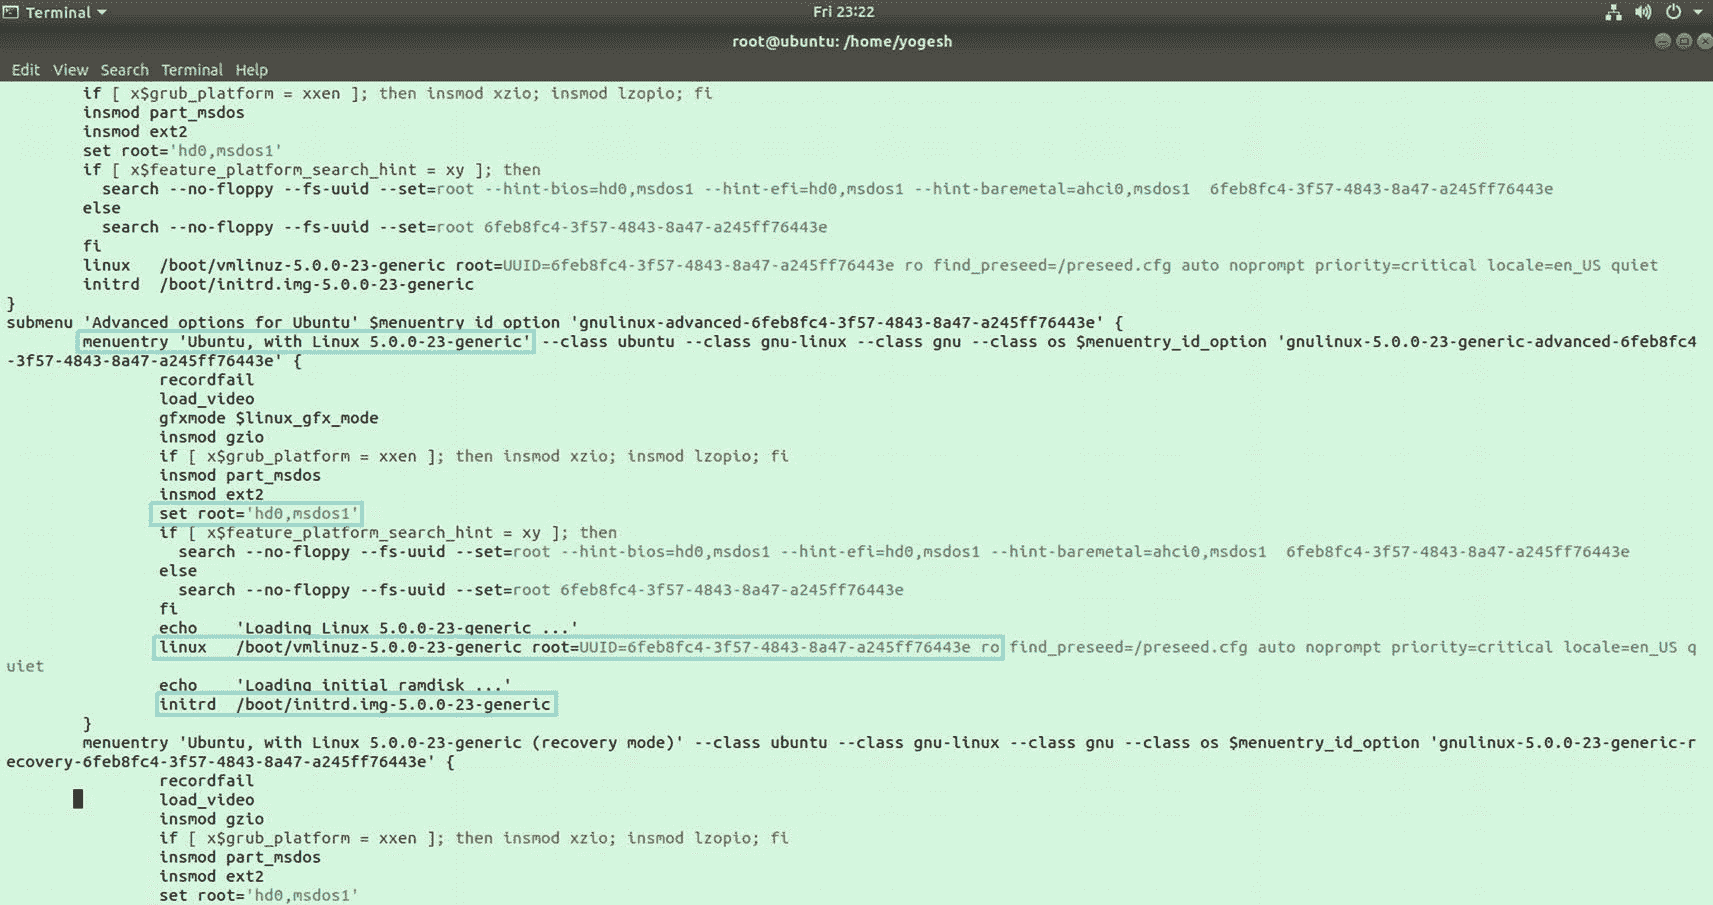 Terminal
Fri 23:22
root@ubuntu: /home/yogesh
Edit View Search Terminal Help
if [ x$grub_platform = xxen ]; then insmod xzio; insmod lzopio; fi
insmod part_msdos
insmod ext2
set root='hd0,msdos1'
if [ x$feature_platform_search_hint = xy ]; then
search --no-floppy --fs-uuid --set=root --hint-bios=hd0,msdos1 --hint-efi=hd0,msdos1 --hint-baremetal=ahci0,msdos1  6feb8fc4-3f57-4843-8a47-a245ff76443e
else
search --no-floppy --fs-uuid --set=root 6feb8fc4-3f57-4843-8a47-a245ff76443e
fi
linux   /boot/vmlinuz-5.0.0-23-generic root=UUID=6feb8fc4-3f57-4843-8a47-a245ff76443e ro find_preseed=/preseed.cfg auto noprompt priority=critical locale=en_US quiet
initrd  /boot/initrd.img-5.0.0-23-generic
}
submenu 'Advanced options for Ubuntu' $menuentry_id_option 'gnulinux-advanced-6feb8fc4-3f57-4843-8a47-a245ff76443e' {
menuentry 'Ubuntu, with Linux 5.0.0-23-generic' --class ubuntu --class gnu-linux --class gnu --class os $menuentry_id_option 'gnulinux-5.0.0-23-generic-advanced-6feb8fc4
-3f57-4843-8a47-a245ff76443e' {
recordfail
load_video
gfxmode $linux_gfx_mode
insmod gzio
if [ x$grub_platform = xxen ]; then insmod xzio; insmod lzopio; fi
insmod part_msdos
insmod ext2
set root='hd0,msdos1'
if [ x$feature_platform_search_hint = xy ]; then
search --no-floppy --fs-uuid --set=root --hint-bios=hd0,msdos1 --hint-efi=hd0,msdos1 --hint-baremetal=ahci0,msdos1  6feb8fc4-3f57-4843-8a47-a245ff76443e
else
search --no-floppy --fs-uuid --set=root 6feb8fc4-3f57-4843-8a47-a245ff76443e
fi
echo    'Loading Linux 5.0.0-23-generic ...'
linux   /boot/vmlinuz-5.0.0-23-generic root=UUID=6feb8fc4-3f57-4843-8a47-a245ff76443e ro find_preseed=/preseed.cfg auto noprompt priority=critical locale=en_US q
uiet
echo    'Loading initial ramdisk ...'
initrd  /boot/initrd.img-5.0.0-23-generic
}
menuentry 'Ubuntu, with Linux 5.0.0-23-generic (recovery mode)' --class ubuntu --class gnu-linux --class gnu --class os $menuentry_id_option 'gnulinux-5.0.0-23-generic-r
ecovery-6feb8fc4-3f57-4843-8a47-a245ff76443e' {
recordfail
load_video
insmod gzio
if [ x$grub_platform = xxen ]; then insmod xzio; insmod lzopio; fi
insmod part_msdos
insmod ext2
set root='hd0,msdos1'